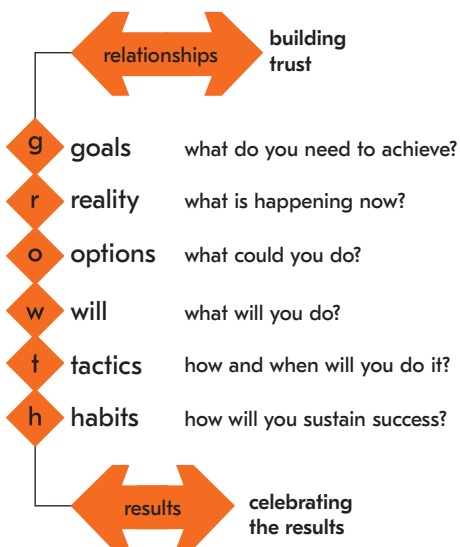 relationships building
trust
g goals what do you need to achieve?
r reality what is happening now?
o options what could you do?
w will what will you do?
t tactics how and when will you do it?
h habits how will you sustain success?
results celebrating
the results